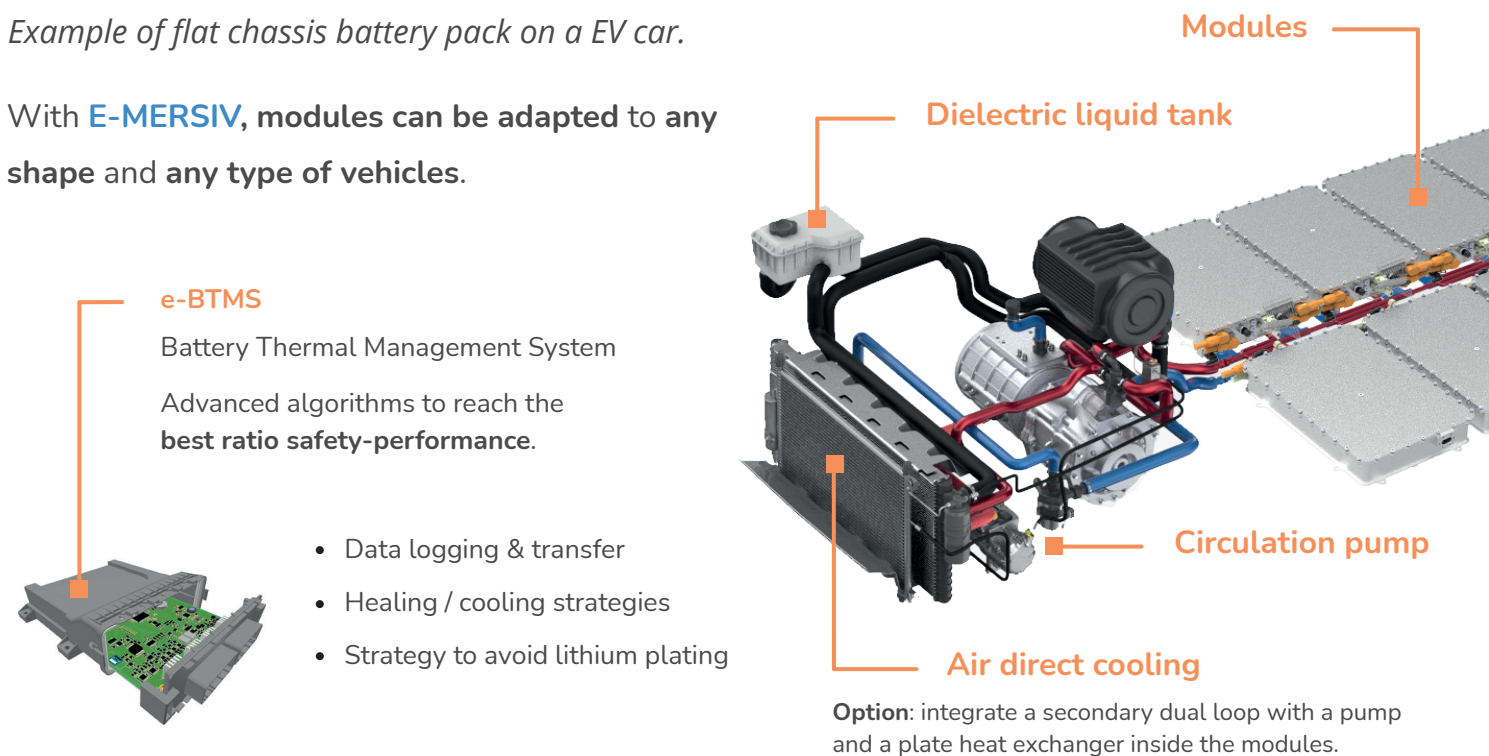 Example of flat chassis battery pack on a EV car.
With E-MERSIV, modules can be adapted to any
shape and any type of vehicles.
e-BTMS
Battery Thermal Management System
Advanced algorithms to reach the
best ratio safety-performance.
• Data logging & transfer
• Healing / cooling strategies
• Strategy to avoid lithium plating
Modules
Dielectric liquid tank
Circulation pump
Air direct cooling
Option: integrate a secondary dual loop with a pump
and a plate heat exchanger inside the modules.